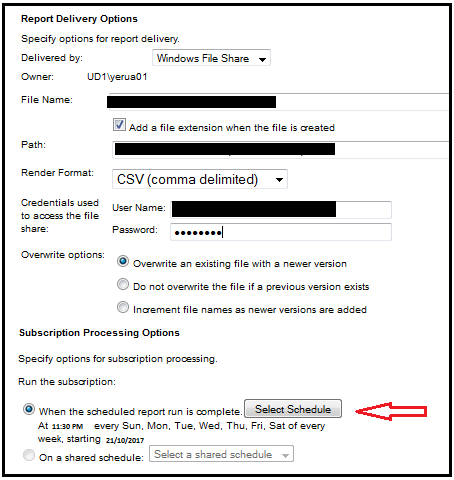 Report Delivery Options
Specify options for report delivery.
Delivered by: Windows File Share
Owner: UD1\yerua01
File Name:
Add a file extension when the file is created
Path:
Render Format: CSV (comma delimited)
Credentials used to access the file share:
User Name:
Password: ••••••••
Overwrite options: Overwrite an existing file with a newer version
Do not overwrite the file if a previous version exists
Increment file names as newer versions are added
Subscription Processing Options
Specify options for subscription processing.
Run the subscription:
When the scheduled report run is complete. Select Schedule
At 11:30 PM every Sun, Mon, Tue, Wed, Thu, Fri, Sat of every
week, starting 21/10/2017
On a shared schedule: Select a shared schedule